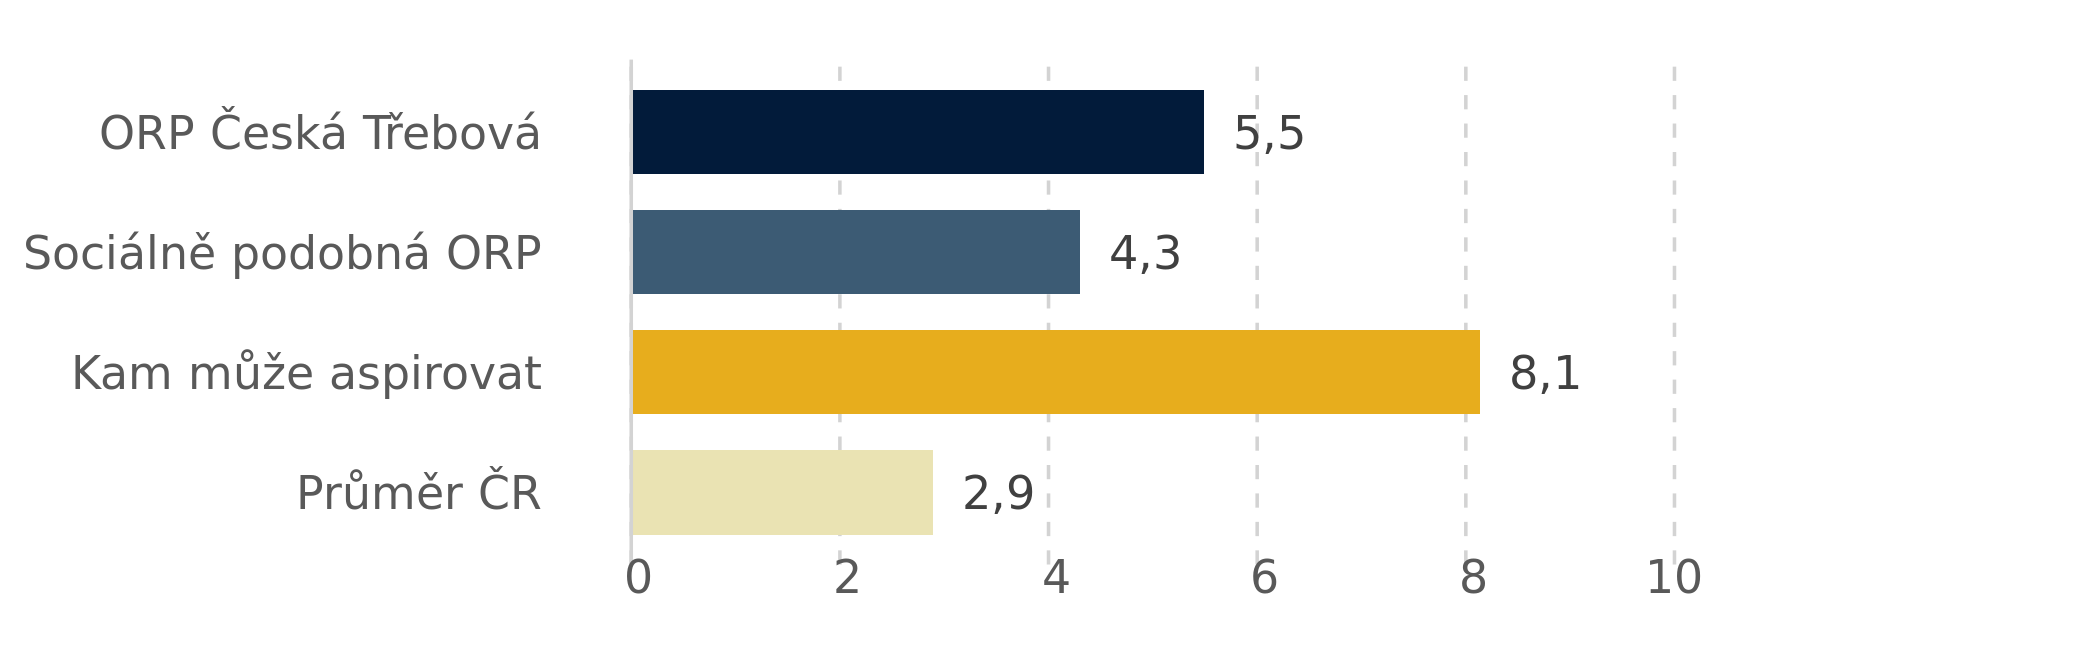 ORP Česká Třebová
5,5
Sociálně podobná ORP
4,3
Kam může aspirovat
8,1
Průměr ČR
2,9
0 2 4 6 8 10